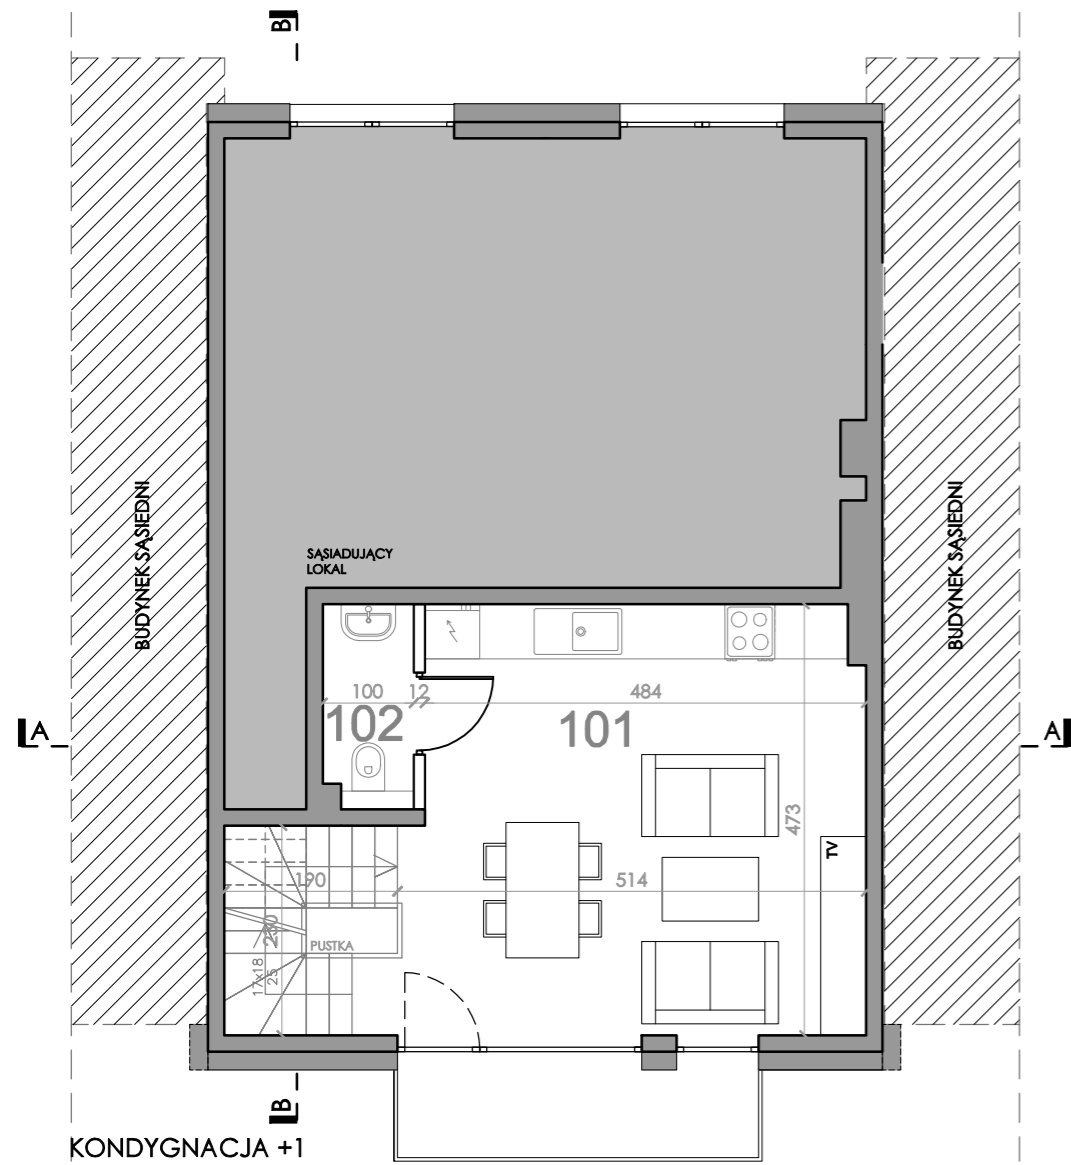 B
BUDYNEK SĄSIEDNI
BUDYNEK SĄSIEDNI
SĄSIADUJĄCY
LOKAL
100
12
484
102
101
A
A
473
TV
190
514
230
PUSTKA
17x18
25
B
KONDYGNACJA +1